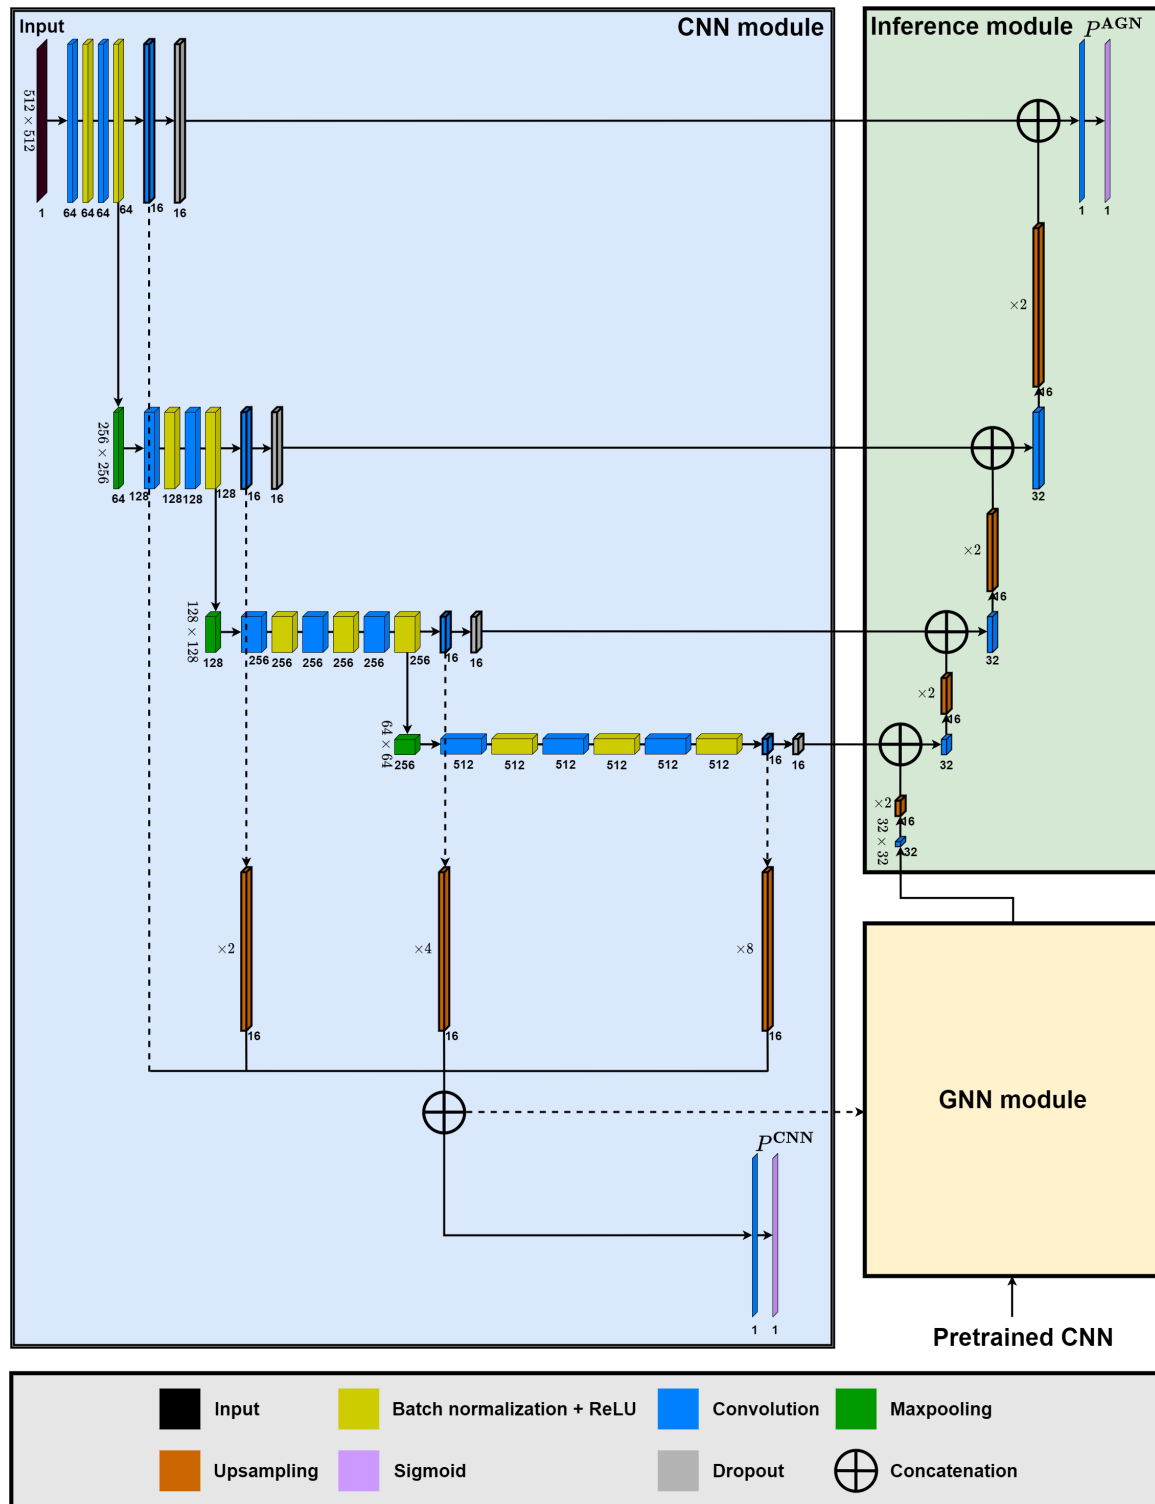 Input
CNN module
Inference module
P^AGN
512 × 512
1
64
64
64
64
16
16
1
1
×2
16
256 × 256
64
128
128
128
128
16
16
32
×2
16
128 × 128
128
256
256
256
256
256
256
16
16
32
×2
16
64 × 64
256
512
512
512
512
512
512
16
16
32
×2
16
32 × 32
32
×2
×4
×8
16
16
16
GNN module
P^CNN
1
1
Pretrained CNN
Input
Batch normalization + ReLU
Convolution
Maxpooling
Upsampling
Sigmoid
Dropout
Concatenation